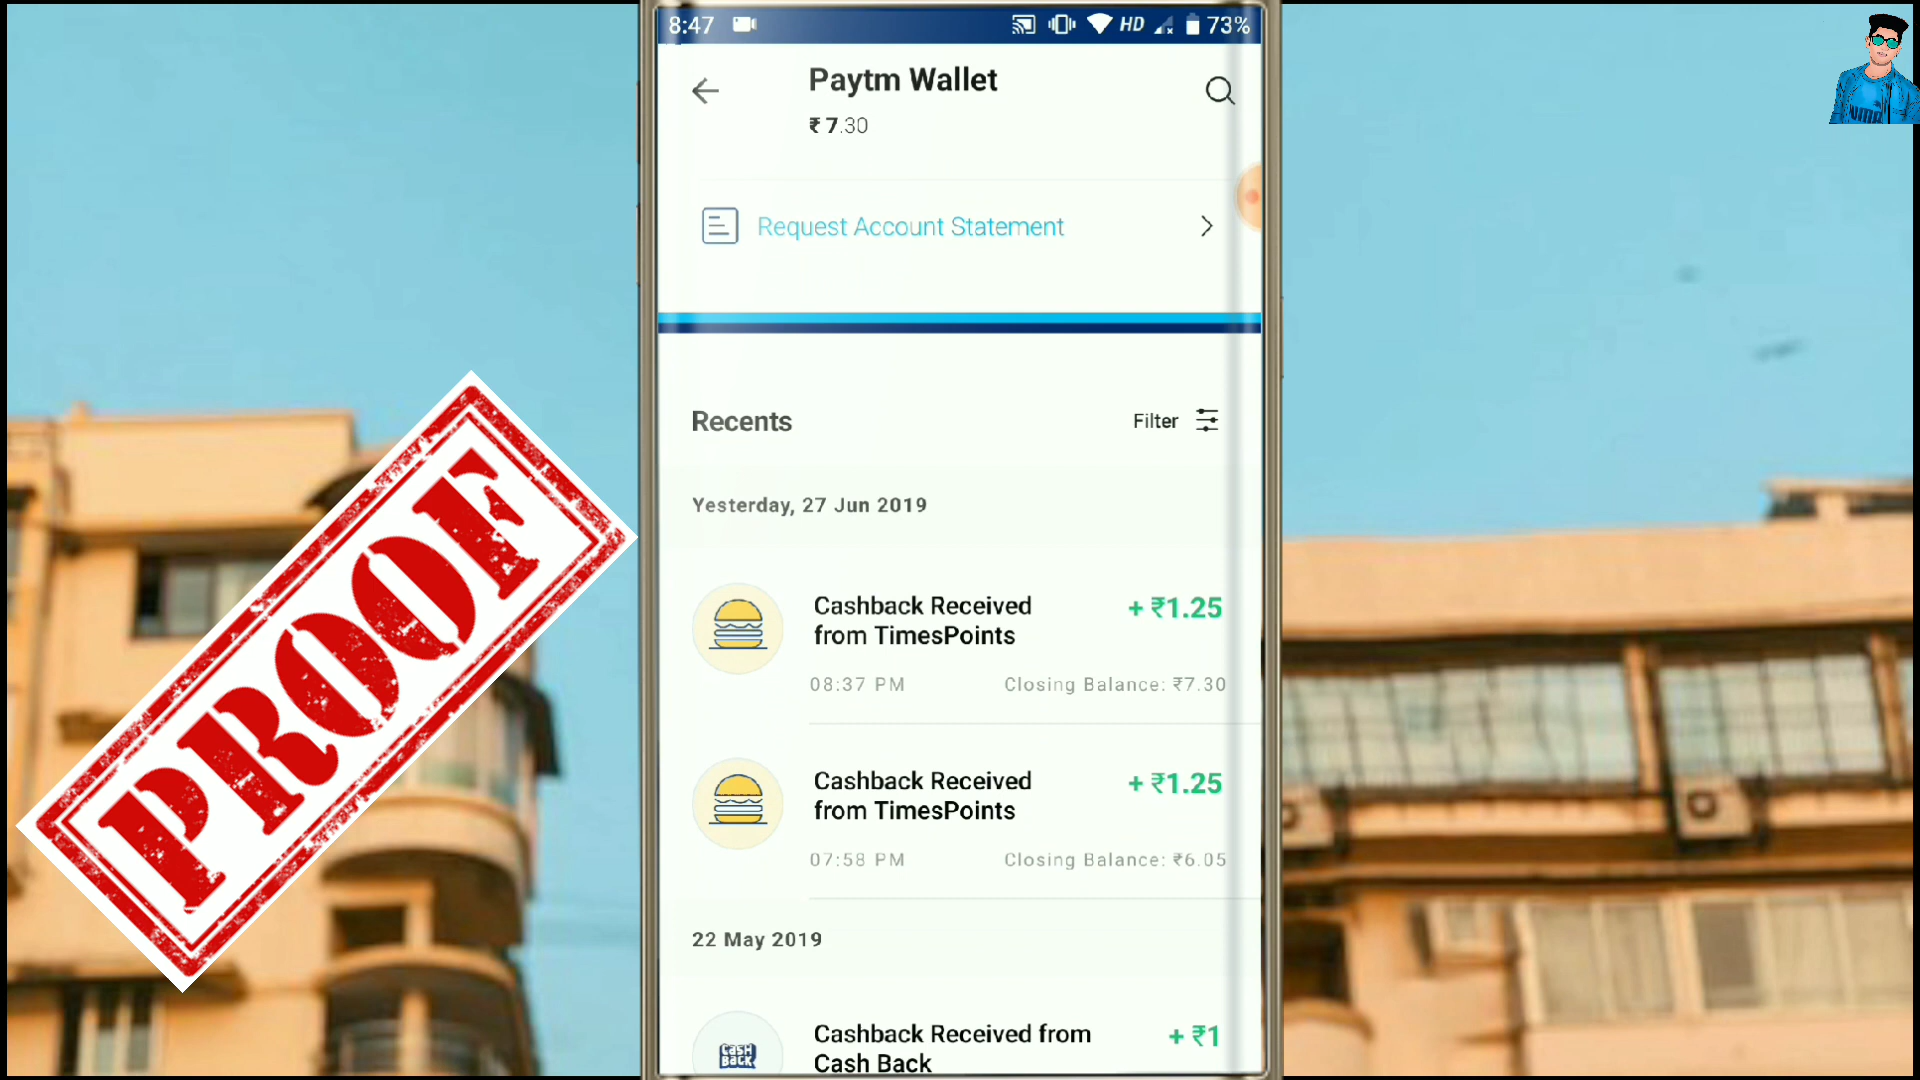 8:47
HD
73%
Paytm Wallet
₹ 7.30
Request Account Statement
Recents
Filter
Yesterday, 27 Jun 2019
Cashback Received
from TimesPoints
+ ₹1.25
08:37 PM
Closing Balance: ₹7.30
Cashback Received
from TimesPoints
+ ₹1.25
07:58 PM
Closing Balance: ₹6.05
22 May 2019
CASH
BACK
Cashback Received from
Cash Back
+ ₹1
PROOF